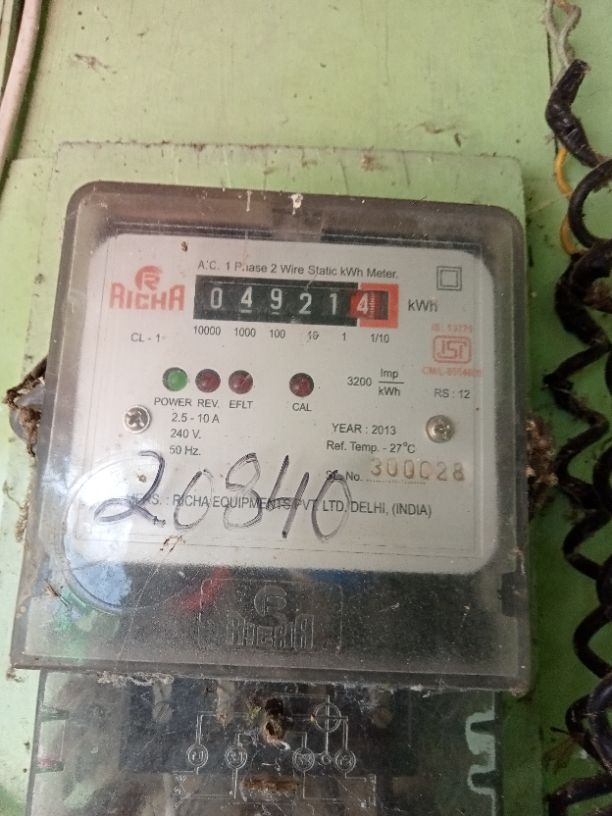 A.C. 1 Phase 2 Wire Static kWh Meter.
RICHA
0 4 9 2 1 4 kWh
10000 1000 100 10 1 1/10
CL - 1
IS: 13779
ISI
3200 Imp/kWh
RS : 12
POWER REV. EFLT CAL
2.5 - 10 A
240 V.
50 Hz.
YEAR : 2013
Ref. Temp. - 27°C
SL. No. 300028
20840
RICHA EQUIPMENTS PVT. LTD. DELHI, (INDIA)
RICHA